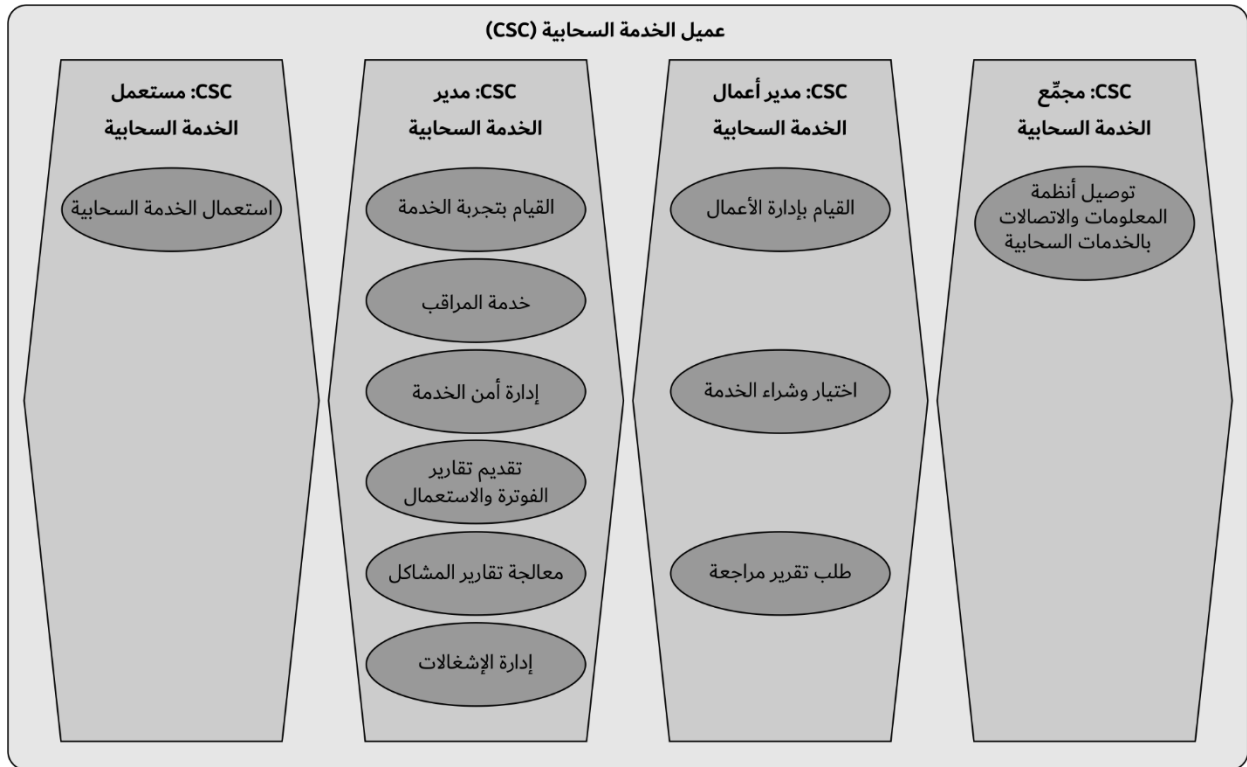 عميل الخدمة السحابية (CSC)
CSC: مجمِّع
الخدمة السحابية
توصيل أنظمة
المعلومات والاتصالات
بالخدمات السحابية
CSC: مدير أعمال
الخدمة السحابية
القيام بإدارة الأعمال
اختيار وشراء الخدمة
طلب تقرير مراجعة
CSC: مدير
الخدمة السحابية
القيام بتجربة الخدمة
خدمة المراقب
إدارة أمن الخدمة
تقديم تقارير
الفوترة والاستعمال
معالجة تقارير المشاكل
إدارة الإشغالات
CSC: مستعمل
الخدمة السحابية
استعمال الخدمة السحابية